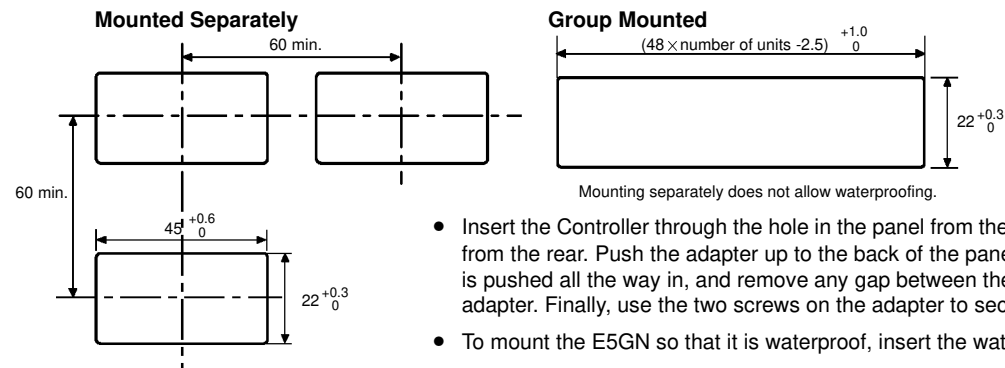 Mounted Separately
60 min.
60 min.
45 +0.6 0
22 +0.3 0
Group Mounted
(48 × number of units -2.5) +1.0 0
22 +0.3 0
Mounting separately does not allow waterproofing.
• Insert the Controller through the hole in the panel from the
from the rear. Push the adapter up to the back of the pane
is pushed all the way in, and remove any gap between the
adapter. Finally, use the two screws on the adapter to sec
• To mount the E5GN so that it is waterproof, insert the wat